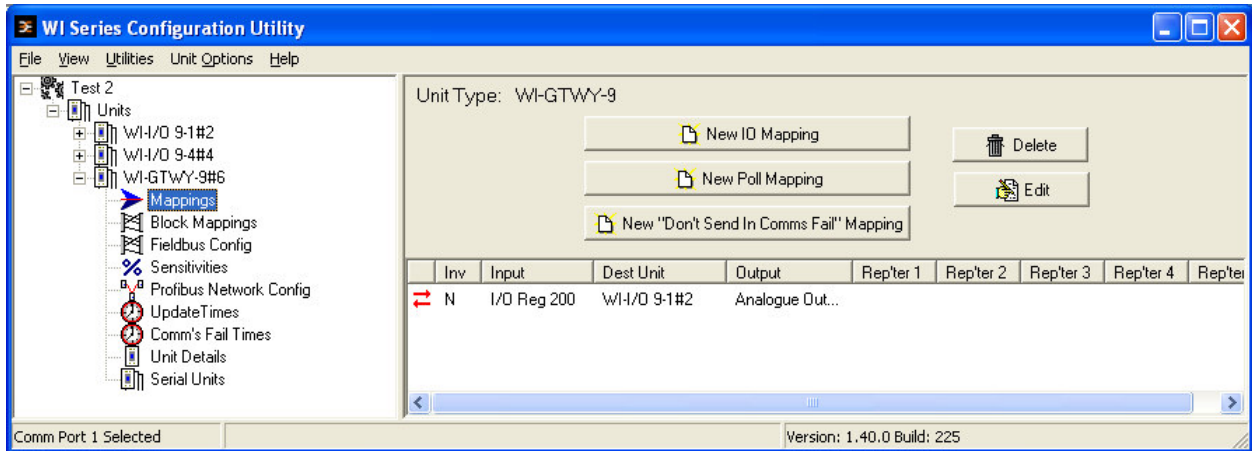 WI Series Configuration Utility
File View Utilities Unit Options Help
Test 2
Units
WI-I/O 9-1#2
WI-I/O 9-4#4
WI-GTWY-9#6
Mappings
Block Mappings
Fieldbus Config
Sensitivities
Profibus Network Config
UpdateTimes
Comm's Fail Times
Unit Details
Serial Units
Unit Type: WI-GTWY-9
New IO Mapping
Delete
New Poll Mapping
Edit
New "Don't Send In Comms Fail" Mapping
Inv Input Dest Unit Output Rep'ter 1 Rep'ter 2 Rep'ter 3 Rep'ter 4 Rep'ter
N I/O Reg 200 WI-I/O 9-1#2 Analogue Out...
Comm Port 1 Selected Version: 1.40.0 Build: 225